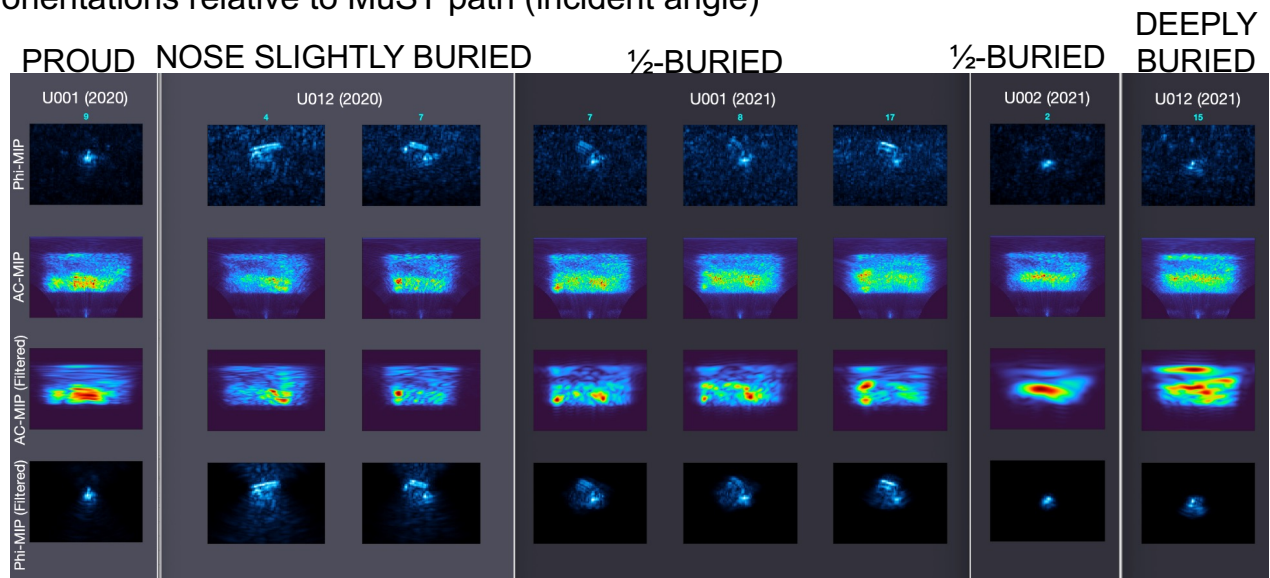 orientations relative to MuST path (incident angle)
PROUD NOSE SLIGHTLY BURIED ½-BURIED ½-BURIED DEEPLY BURIED
U001 (2020) U012 (2020) U001 (2021) U002 (2021) U012 (2021)
9 4 7 7 8 17 2 15
Phi-MIP
AC-MIP
AC-MIP (Filtered)
Phi-MIP (Filtered)